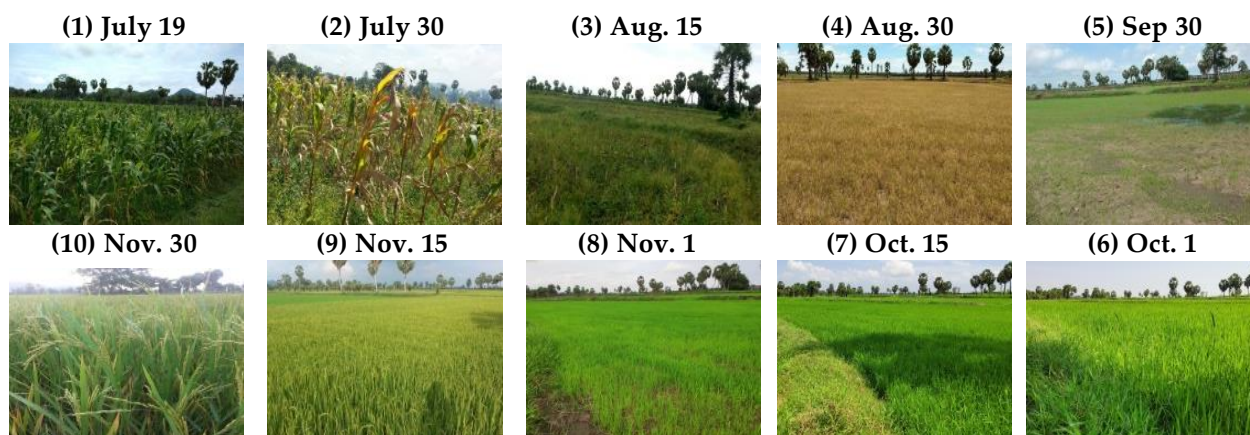 (1) July 19 (2) July 30 (3) Aug. 15 (4) Aug. 30 (5) Sep 30
(10) Nov. 30 (9) Nov. 15 (8) Nov. 1 (7) Oct. 15 (6) Oct. 1